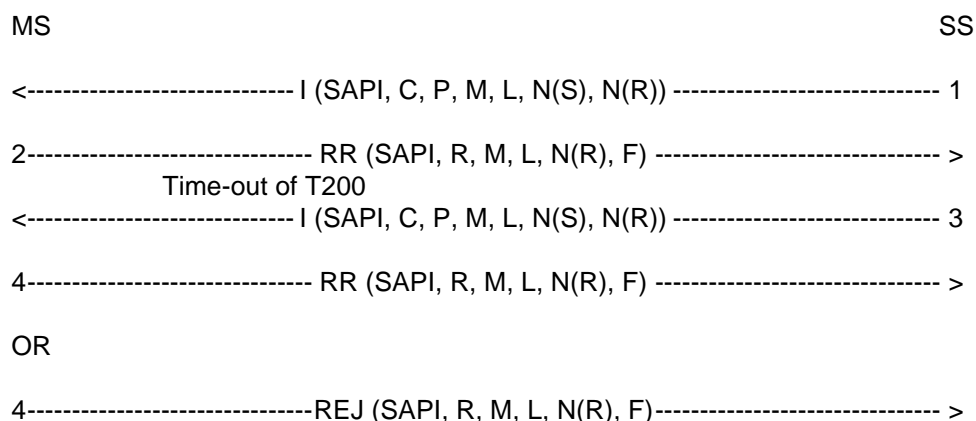 MS SS
<------------------------------ I (SAPI, C, P, M, L, N(S), N(R)) ------------------------------ 1
2-------------------------------- RR (SAPI, R, M, L, N(R), F) -------------------------------- >
Time-out of T200
<------------------------------ I (SAPI, C, P, M, L, N(S), N(R)) ------------------------------ 3
4-------------------------------- RR (SAPI, R, M, L, N(R), F) -------------------------------- >
OR
4--------------------------------REJ (SAPI, R, M, L, N(R), F)-------------------------------- >